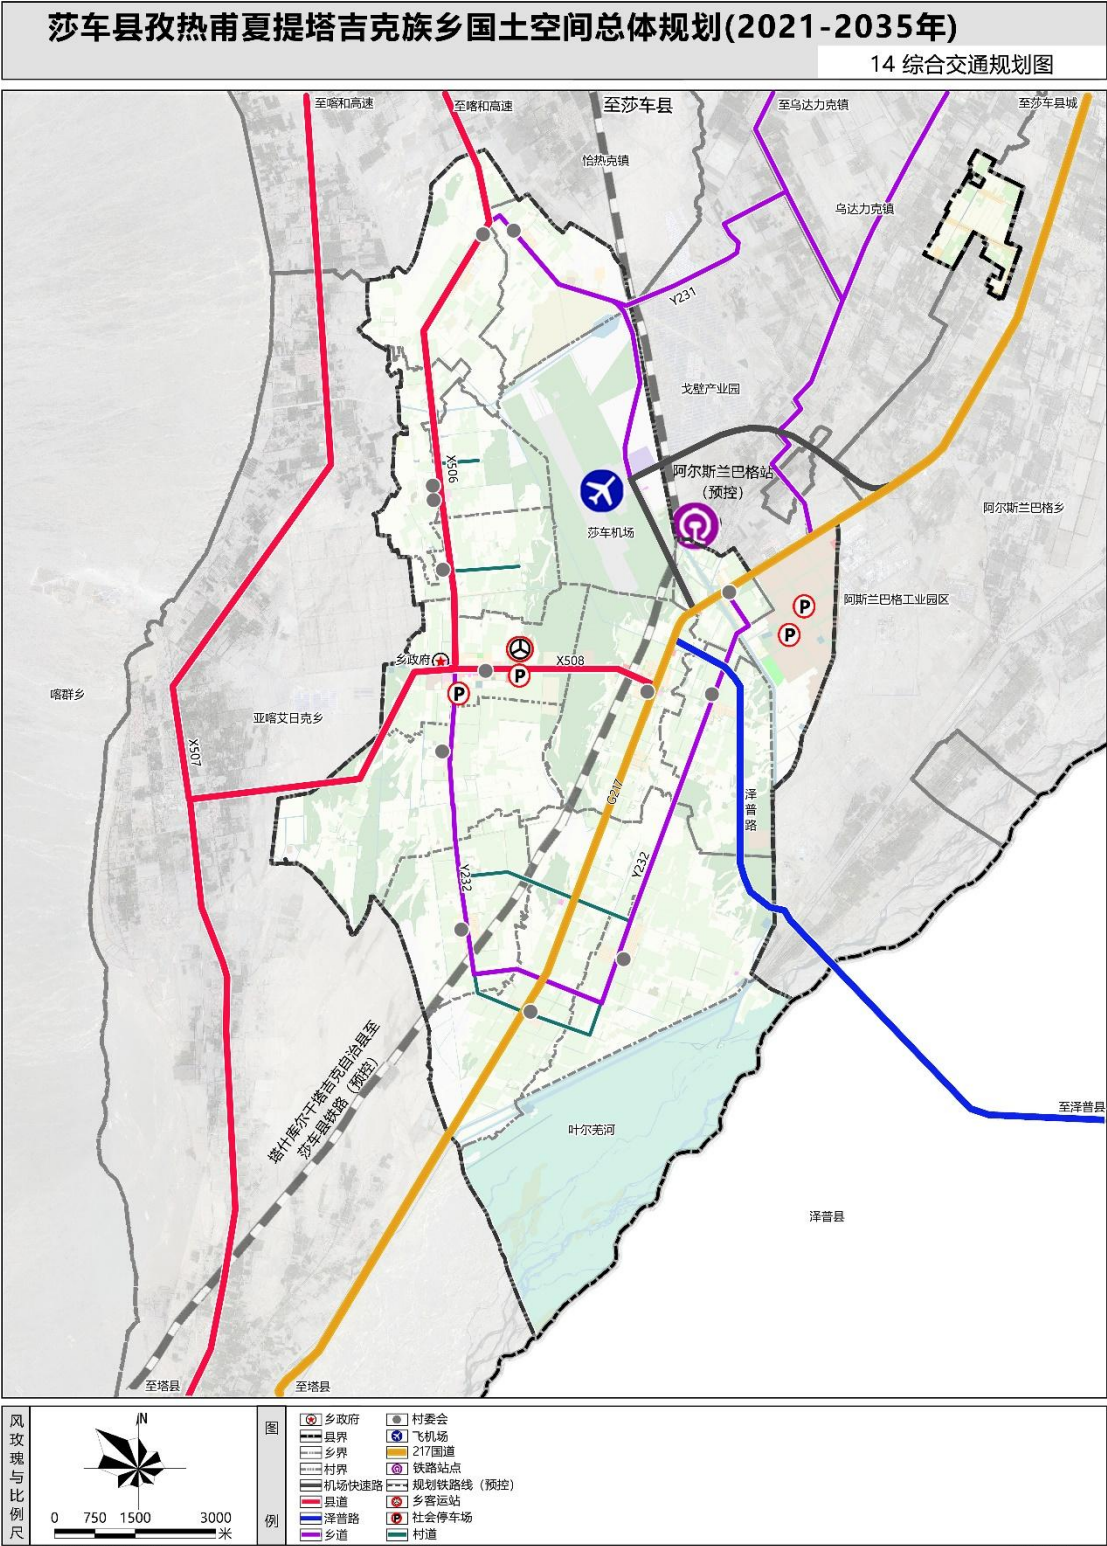 莎车县孜热甫夏提塔吉克族乡国土空间总体规划(2021-2035年)
14 综合交通规划图
至喀和高速
至喀和高速
至莎车县
至乌达力克镇
至莎车县城
恰热克镇
乌达力克镇
Y231
戈壁产业园
X506
阿尔斯兰巴格站
（预控）
莎车机场
阿尔斯兰巴格乡
阿斯兰巴格工业园区
乡政府
X508
喀群乡
亚喀艾日克乡
X507
G217
泽普路
Y232
Y232
塔什库尔干塔吉克自治县至
莎车县铁路（预控）
叶尔羌河
至泽普县
泽普县
至塔县
至塔县
风玫瑰与比例尺
N
0 750 1500 3000
米
图例
乡政府 村委会
县界 飞机场
乡界 217国道
村界 铁路站点
机场快速路 规划铁路线（预控）
县道 乡客运站
泽普路 社会停车场
乡道 村道
P
P
P
P
P